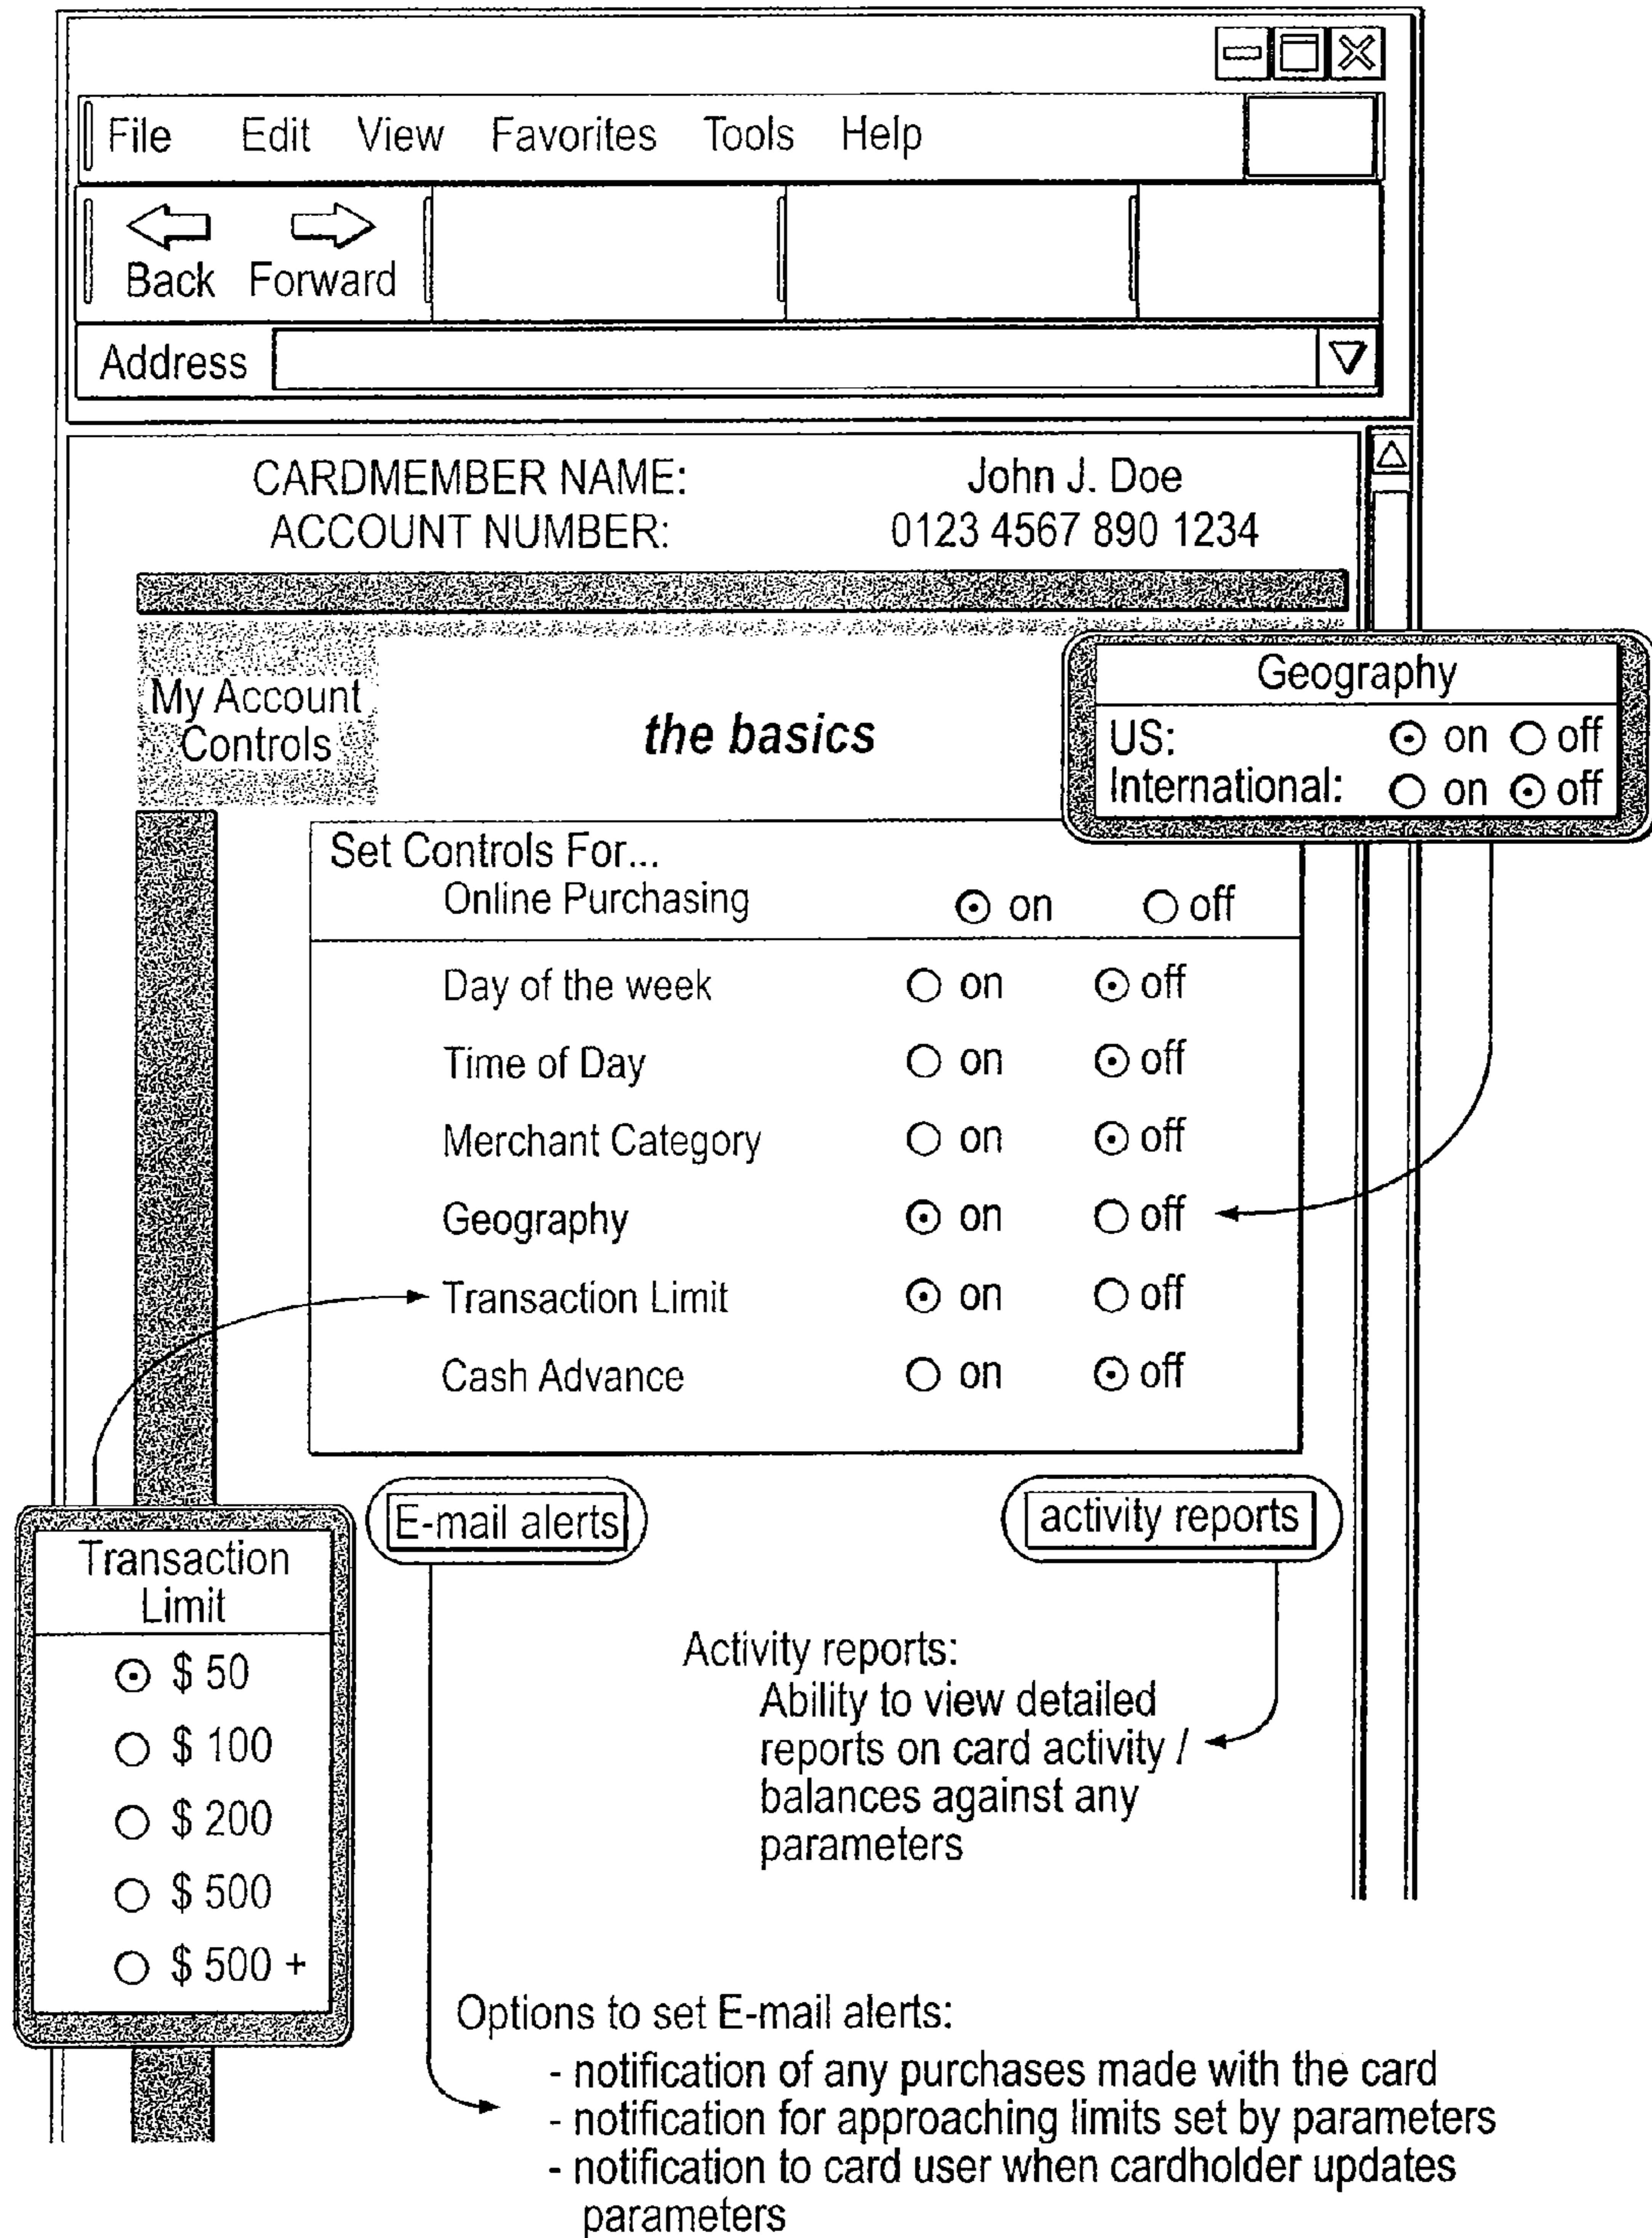 File Edit View Favorites Tools Help
Back Forward
Address
CARDMEMBER NAME: John J. Doe
ACCOUNT NUMBER: 0123 4567 890 1234
My Account
Controls
the basics
Geography
US: on off
International: on off
Set Controls For...
Online Purchasing on off
Day of the week on off
Time of Day on off
Merchant Category on off
Geography on off
Transaction Limit on off
Cash Advance on off
E-mail alerts
activity reports
Transaction
Limit
$ 50
$ 100
$ 200
$ 500
$ 500 +
Activity reports:
Ability to view detailed
reports on card activity /
balances against any
parameters
Options to set E-mail alerts:
- notification of any purchases made with the card
- notification for approaching limits set by parameters
- notification to card user when cardholder updates
parameters